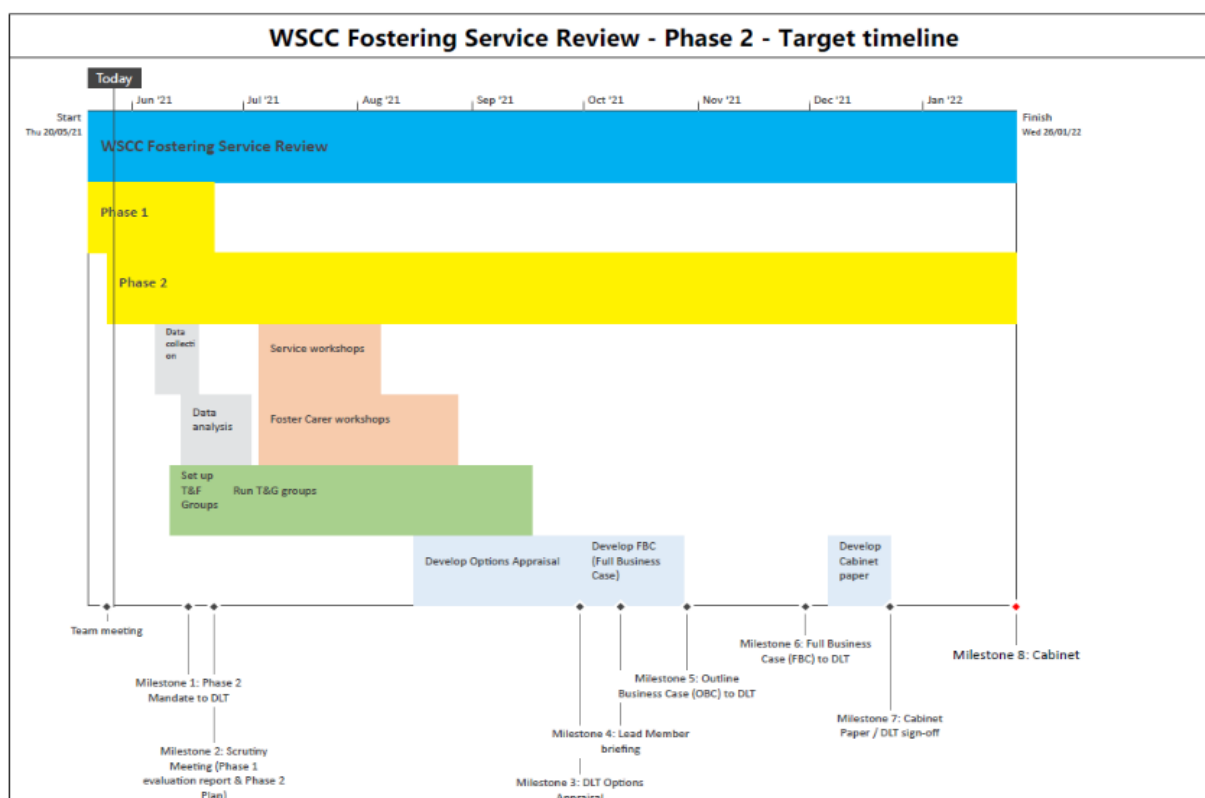 WSCC Fostering Service Review - Phase 2 - Target timeline
Today
Jun '21
Jul '21
Aug '21
Sep '21
Oct '21
Nov '21
Dec '21
Jan '22
Start
Thu 20/05/21
Finish
Wed 26/01/22
WSCC Fostering Service Review
Phase 1
Phase 2
Data
collecti
on
Service workshops
Data
analysis
Foster Carer workshops
Set up
T&F
Groups
Run T&G groups
Develop Options Appraisal
Develop FBC
(Full Business
Case)
Develop
Cabinet
paper
Team meeting
Milestone 1: Phase 2
Mandate to DLT
Milestone 2: Scrutiny
Meeting (Phase 1
evaluation report & Phase 2
Plan)
Milestone 3: DLT Options
Appraisal
Milestone 4: Lead Member
briefing
Milestone 5: Outline
Business Case (OBC) to DLT
Milestone 6: Full Business
Case (FBC) to DLT
Milestone 7: Cabinet
Paper / DLT sign-off
Milestone 8: Cabinet